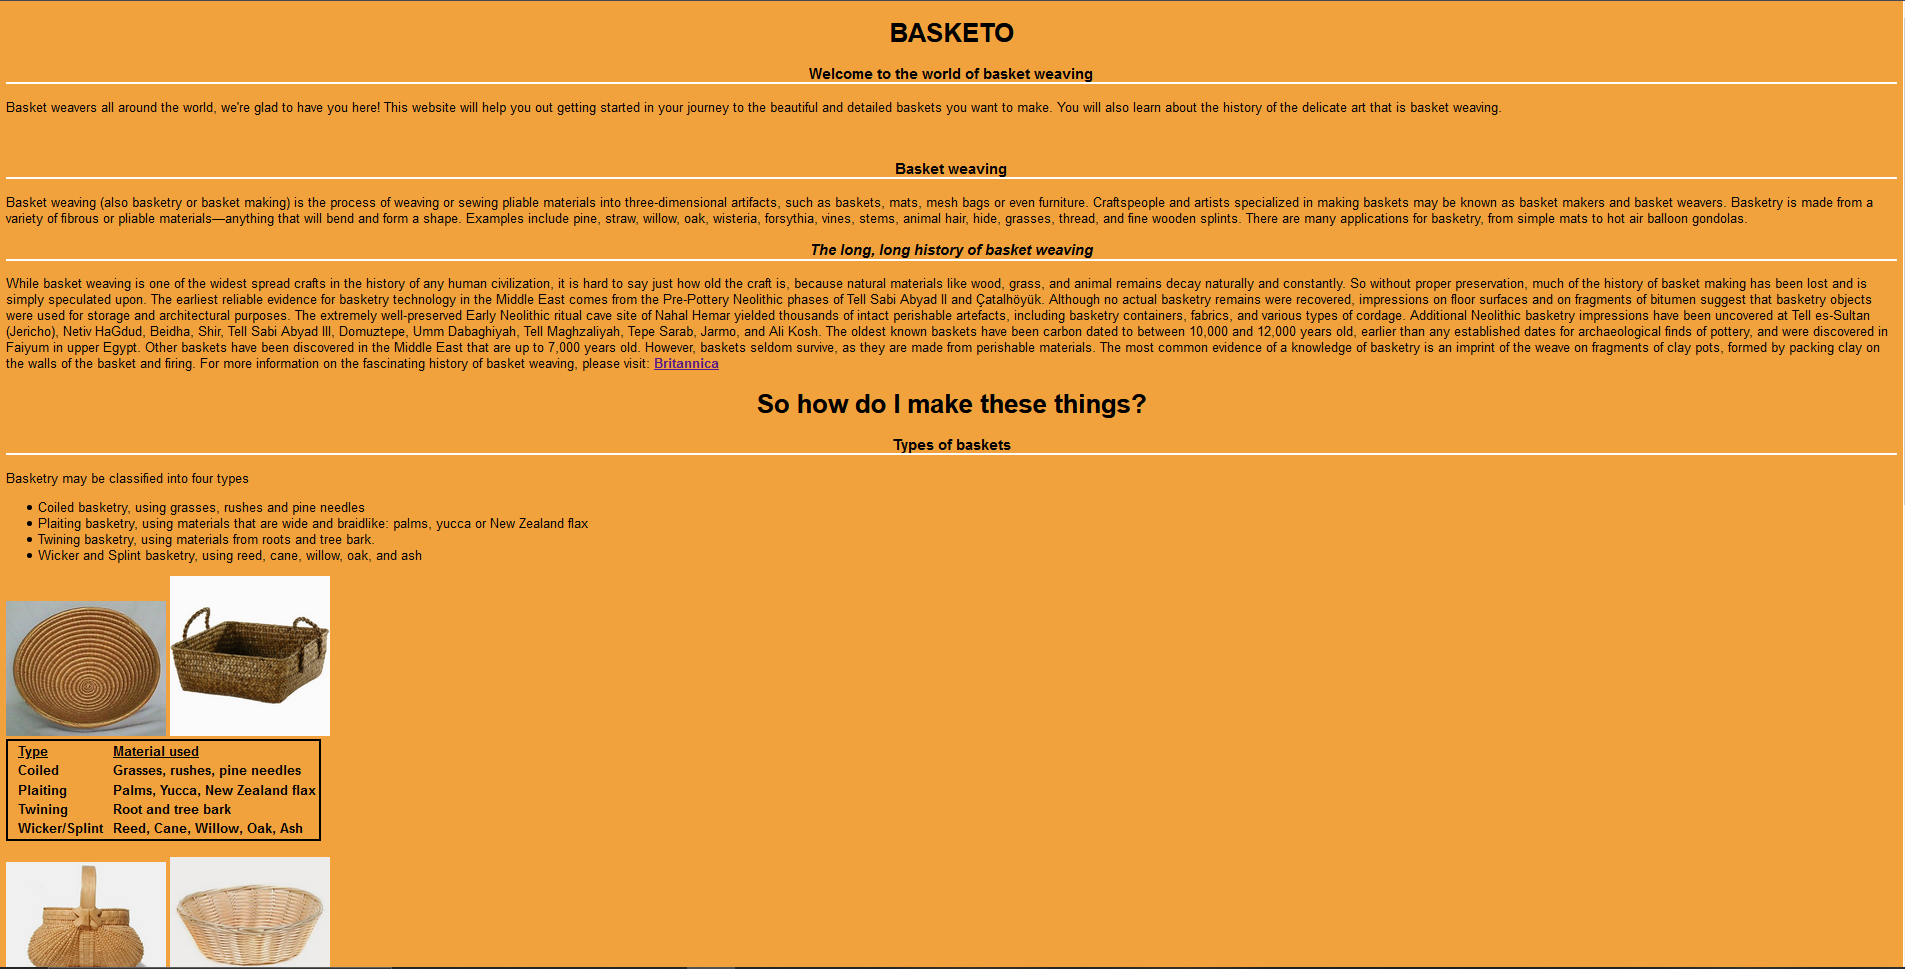 BASKETO
Welcome to the world of basket weaving
Basket weavers all around the world, we're glad to have you here! This website will help you out getting started in your journey to the beautiful and detailed baskets you want to make. You will also learn about the history of the delicate art that is basket weaving.
Basket weaving
Basket weaving (also basketry or basket making) is the process of weaving or sewing pliable materials into three-dimensional artifacts, such as baskets, mats, mesh bags or even furniture. Craftspeople and artists specialized in making baskets may be known as basket makers and basket weavers. Basketry is made from a
variety of fibrous or pliable materials—anything that will bend and form a shape. Examples include pine, straw, willow, oak, wisteria, forsythia, vines, stems, animal hair, hide, grasses, thread, and fine wooden splints. There are many applications for basketry, from simple mats to hot air balloon gondolas.
The long, long history of basket weaving
While basket weaving is one of the widest spread crafts in the history of any human civilization, it is hard to say just how old the craft is, because natural materials like wood, grass, and animal remains decay naturally and constantly. So without proper preservation, much of the history of basket making has been lost and is
simply speculated upon. The earliest reliable evidence for basketry technology in the Middle East comes from the Pre-Pottery Neolithic phases of Tell Sabi Abyad II and Çatalhöyük. Although no actual basketry remains were recovered, impressions on floor surfaces and on fragments of bitumen suggest that basketry objects
were used for storage and architectural purposes. The extremely well-preserved Early Neolithic ritual cave site of Nahal Hemar yielded thousands of intact perishable artefacts, including basketry containers, fabrics, and various types of cordage. Additional Neolithic basketry impressions have been uncovered at Tell es-Sultan
(Jericho), Netiv HaGdud, Beidha, Shir, Tell Sabi Abyad III, Domuztepe, Umm Dabaghiyah, Tell Maghzaliyah, Tepe Sarab, Jarmo, and Ali Kosh. The oldest known baskets have been carbon dated to between 10,000 and 12,000 years old, earlier than any established dates for archaeological finds of pottery, and were discovered in
Faiyum in upper Egypt. Other baskets have been discovered in the Middle East that are up to 7,000 years old. However, baskets seldom survive, as they are made from perishable materials. The most common evidence of a knowledge of basketry is an imprint of the weave on fragments of clay pots, formed by packing clay on
the walls of the basket and firing. For more information on the fascinating history of basket weaving, please visit: Britannica
So how do I make these things?
Types of baskets
Basketry may be classified into four types
• Coiled basketry, using grasses, rushes and pine needles
• Plaiting basketry, using materials that are wide and braidlike: palms, yucca or New Zealand flax
• Twining basketry, using materials from roots and tree bark.
• Wicker and Splint basketry, using reed, cane, willow, oak, and ash
Type Material used
Coiled Grasses, rushes, pine needles
Plaiting Palms, Yucca, New Zealand flax
Twining Root and tree bark
Wicker/Splint Reed, Cane, Willow, Oak, Ash